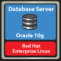 Database Server
Oracle 10g
Red Hat
Enterprise Linux